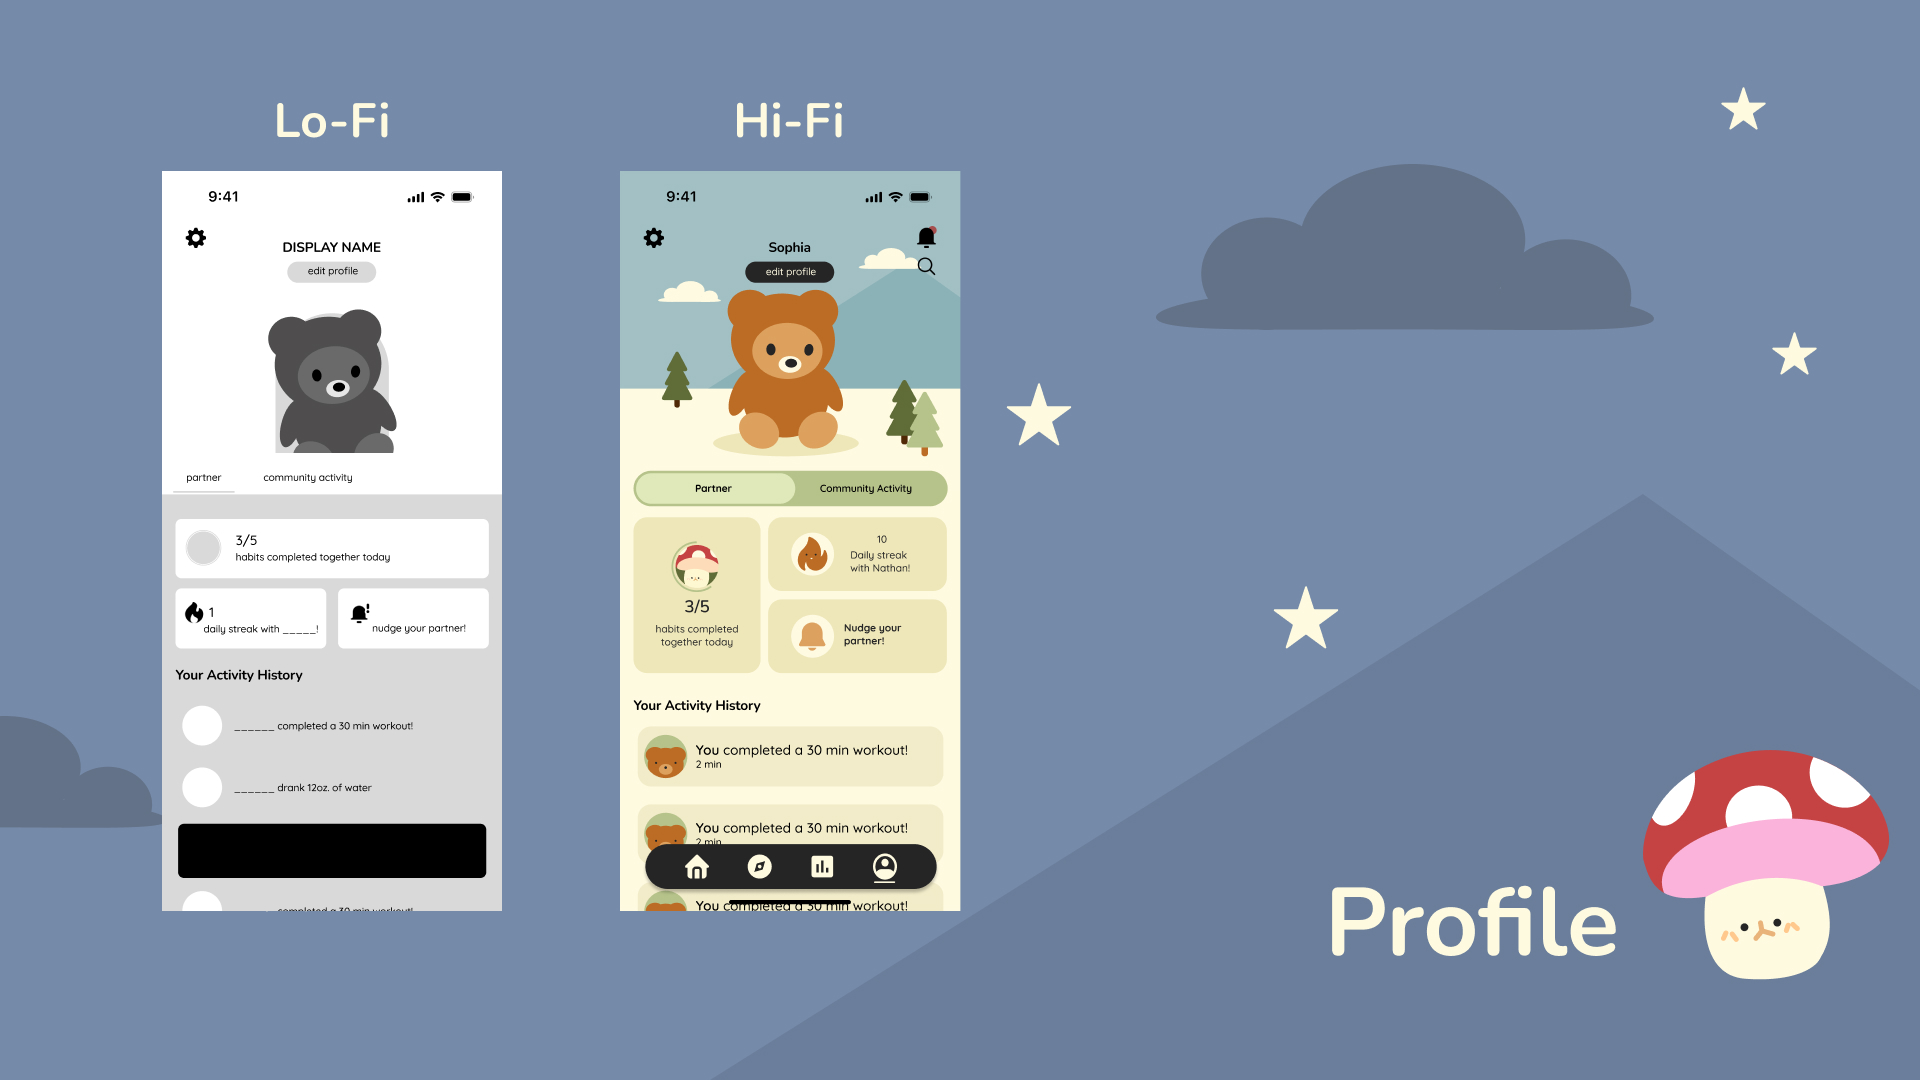 Lo-Fi
9:41
DISPLAY NAME
edit profile
partner
community activity
3/5
habits completed together today
1
daily streak with _____!
nudge your partner!
Your Activity History
______ completed a 30 min workout!
______ drank 12oz. of water
completed a 30 min workout!
Hi-Fi
9:41
Sophia
edit profile
Partner
Community Activity
3/5
habits completed
together today
10
Daily streak
with Nathan!
Nudge your
partner!
Your Activity History
You completed a 30 min workout!
2 min
You completed a 30 min workout!
2 min
You completed a 30 min workout!
Profile